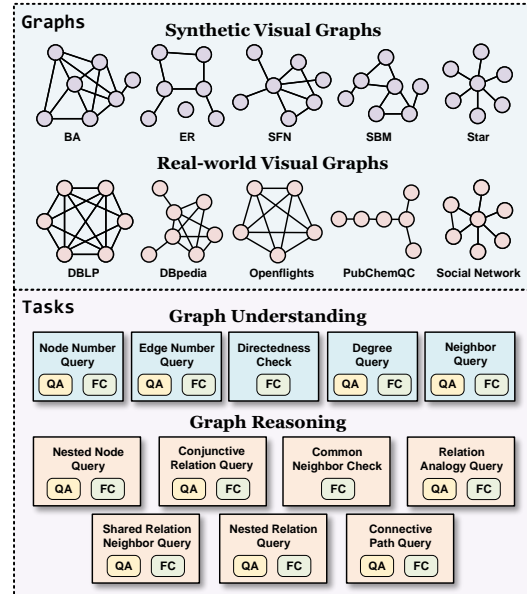 Graphs
Synthetic Visual Graphs
BA ER SFN SBM Star
Real-world Visual Graphs
DBLP DBpedia Openflights PubChemQC Social Network
Tasks
Graph Understanding
Node Number
Query
QA FC
Edge Number
Query
QA FC
Directedness
Check
FC
Degree
Query
QA FC
Neighbor
Query
QA FC
Graph Reasoning
Nested Node
Query
QA FC
Conjunctive
Relation Query
QA FC
Common
Neighbor Check
FC
Relation
Analogy Query
QA FC
Shared Relation
Neighbor Query
QA FC
Nested Relation
Query
QA FC
Connective
Path Query
QA FC